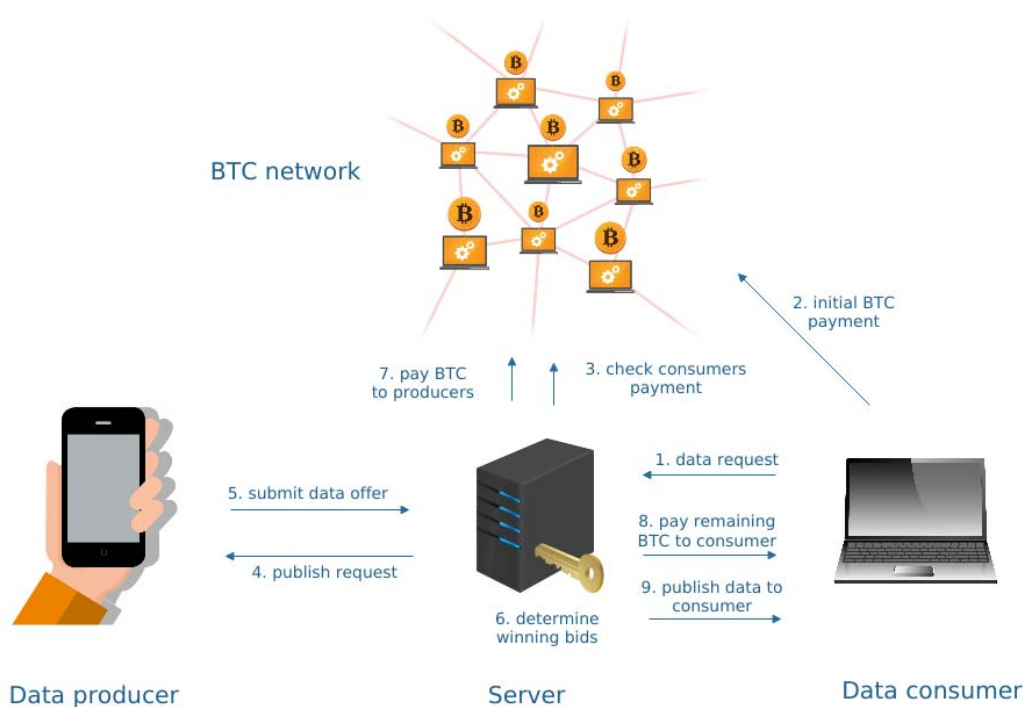 BTC network
2. initial BTC
payment
7. pay BTC
to producers
3. check consumers
payment
1. data request
5. submit data offer
8. pay remaining
BTC to consumer
4. publish request
9. publish data to
consumer
6. determine
winning bids
Data producer
Server
Data consumer